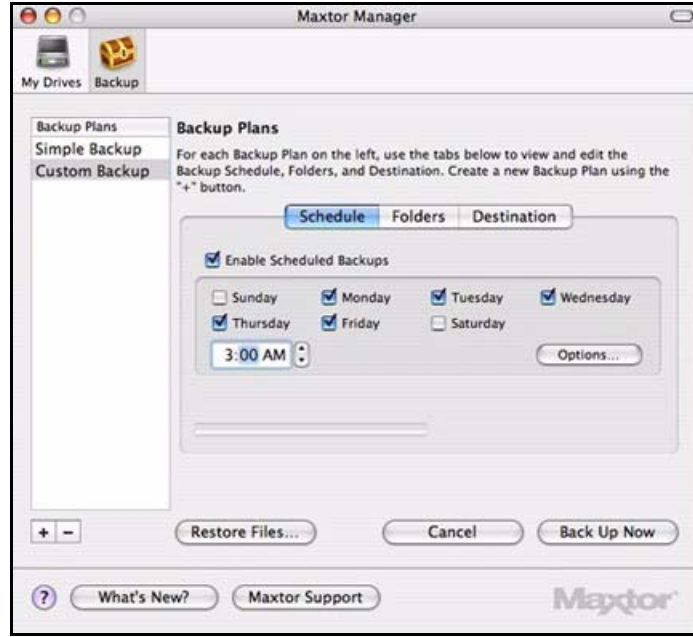 Maxtor Manager
My Drives
Backup
Backup Plans
Simple Backup
Custom Backup
Backup Plans
For each Backup Plan on the left, use the tabs below to view and edit the
Backup Schedule, Folders, and Destination. Create a new Backup Plan using the
"+" button.
Schedule Folders Destination
Enable Scheduled Backups
Sunday Monday Tuesday Wednesday
Thursday Friday Saturday
3:00 AM Options...
+ -
Restore Files... Cancel Back Up Now
? What's New? Maxtor Support Maxtor